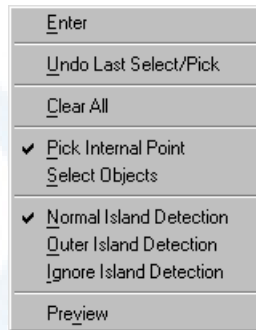 Enter
Undo Last Select/Pick
Clear All
Pick Internal Point
Select Objects
Normal Island Detection
Outer Island Detection
Ignore Island Detection
Preview